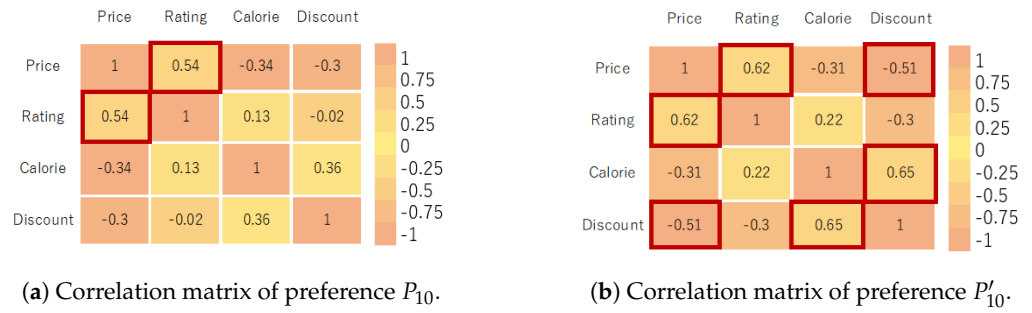 Price Rating Calorie Discount
Price 1 0.54 -0.34 -0.3
Rating 0.54 1 0.13 -0.02
Calorie -0.34 0.13 1 0.36
Discount -0.3 -0.02 0.36 1
1
0.75
0.5
0.25
0
-0.25
-0.5
-0.75
-1
(a) Correlation matrix of preference P10.
Price Rating Calorie Discount
Price 1 0.62 -0.31 -0.51
Rating 0.62 1 0.22 -0.3
Calorie -0.31 0.22 1 0.65
Discount -0.51 -0.3 0.65 1
1
0.75
0.5
0.25
0
-0.25
-0.5
-0.75
-1
(b) Correlation matrix of preference P′10.